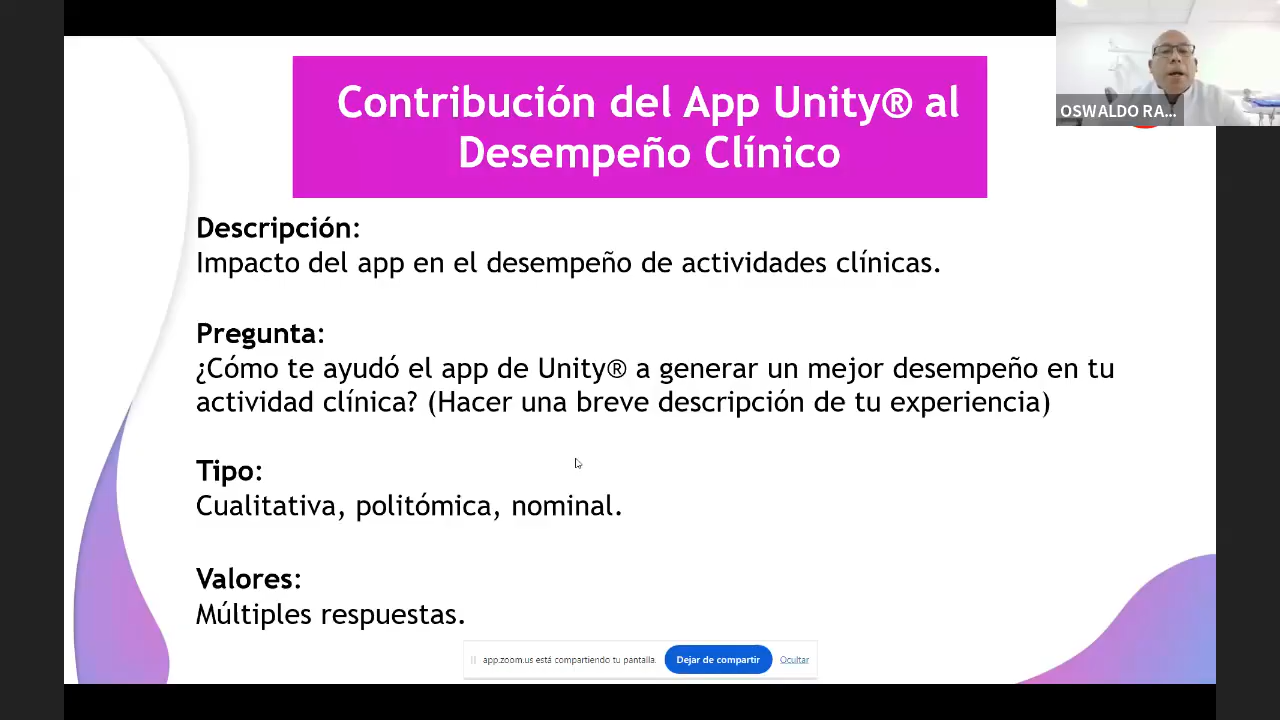 Contribución del App Unity® al
Desempeño Clínico
OSWALDO RA...
Descripción:
Impacto del app en el desempeño de actividades clínicas.
Pregunta:
¿Cómo te ayudó el app de Unity® a generar un mejor desempeño en tu
actividad clínica? (Hacer una breve descripción de tu experiencia)
Tipo:
Cualitativa, politómica, nominal.
Valores:
Múltiples respuestas.
app.zoom.us está compartiendo tu pantalla.
Dejar de compartir
Ocultar